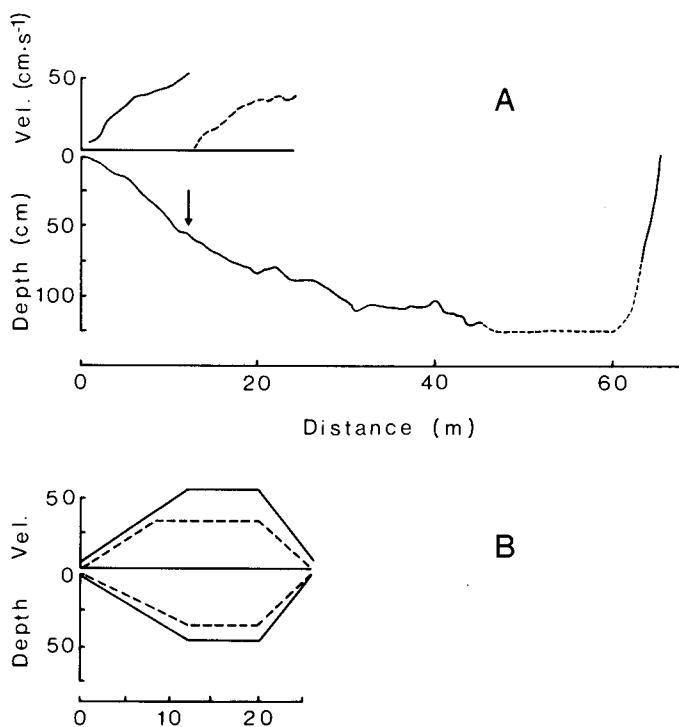 Vel. (cm·s⁻¹)
50
0
A
Depth (cm)
50
100
0 20 40 60
Distance (m)
Vel.
50
0
B
Depth
50
0 10 20